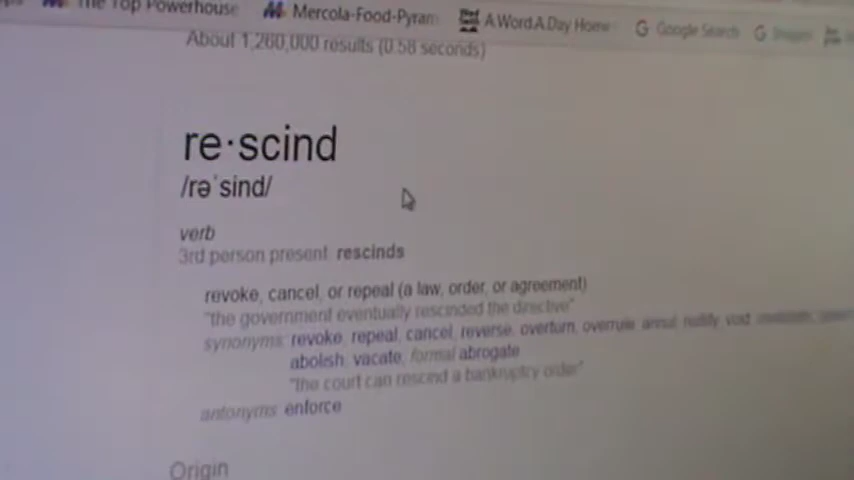 The Top Powerhouse Mercola-Food-Pyram A.Word.A.Day Home Google Search
About 1,260,000 results (0.58 seconds)
re·scind
/rəˈsind/
verb
3rd person present: rescinds
revoke, cancel, or repeal (a law, order, or agreement)
"the government eventually rescinded the directive"
synonyms: revoke, repeal, cancel, reverse, overturn, overrule, annul, nullify, void,
abolish, vacate; formal abrogate
"the court can rescind a bankruptcy order"
antonyms: enforce
Origin